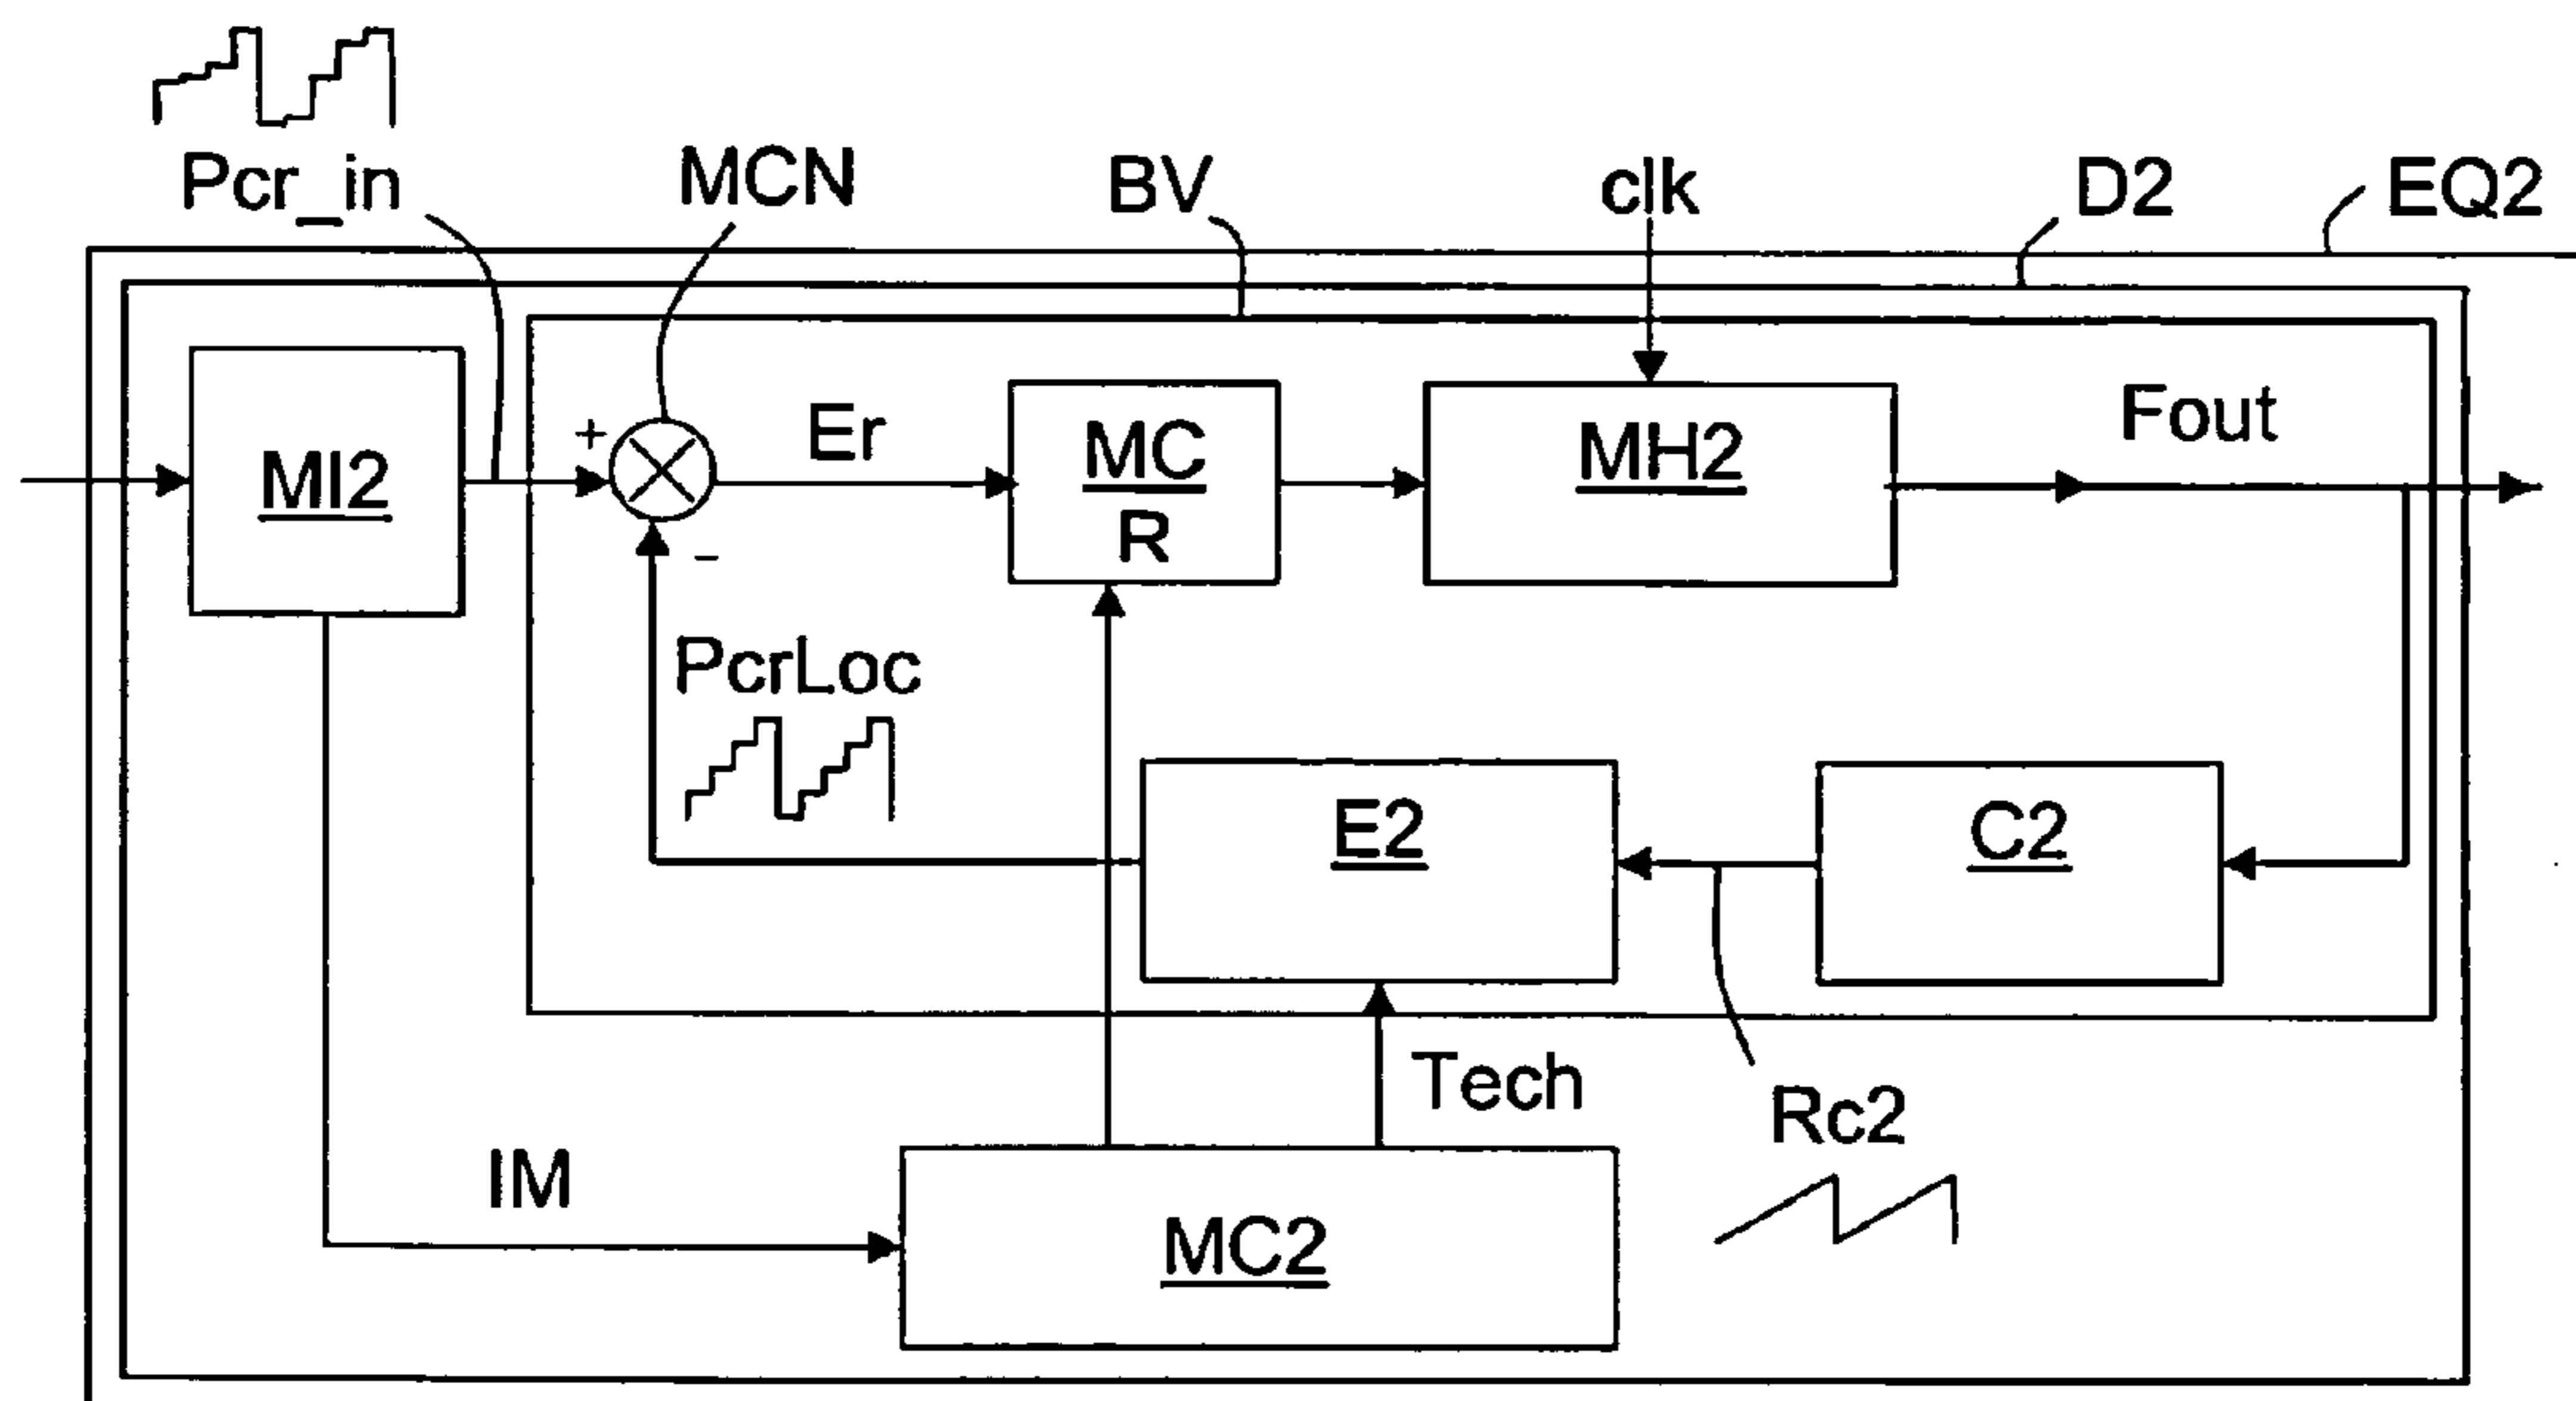 Pcr_in
MCN
BV
clk
D2
EQ2
MI2
+
Er
MC
R
MH2
Fout
-
PcrLoc
E2
C2
Tech
Rc2
IM
MC2